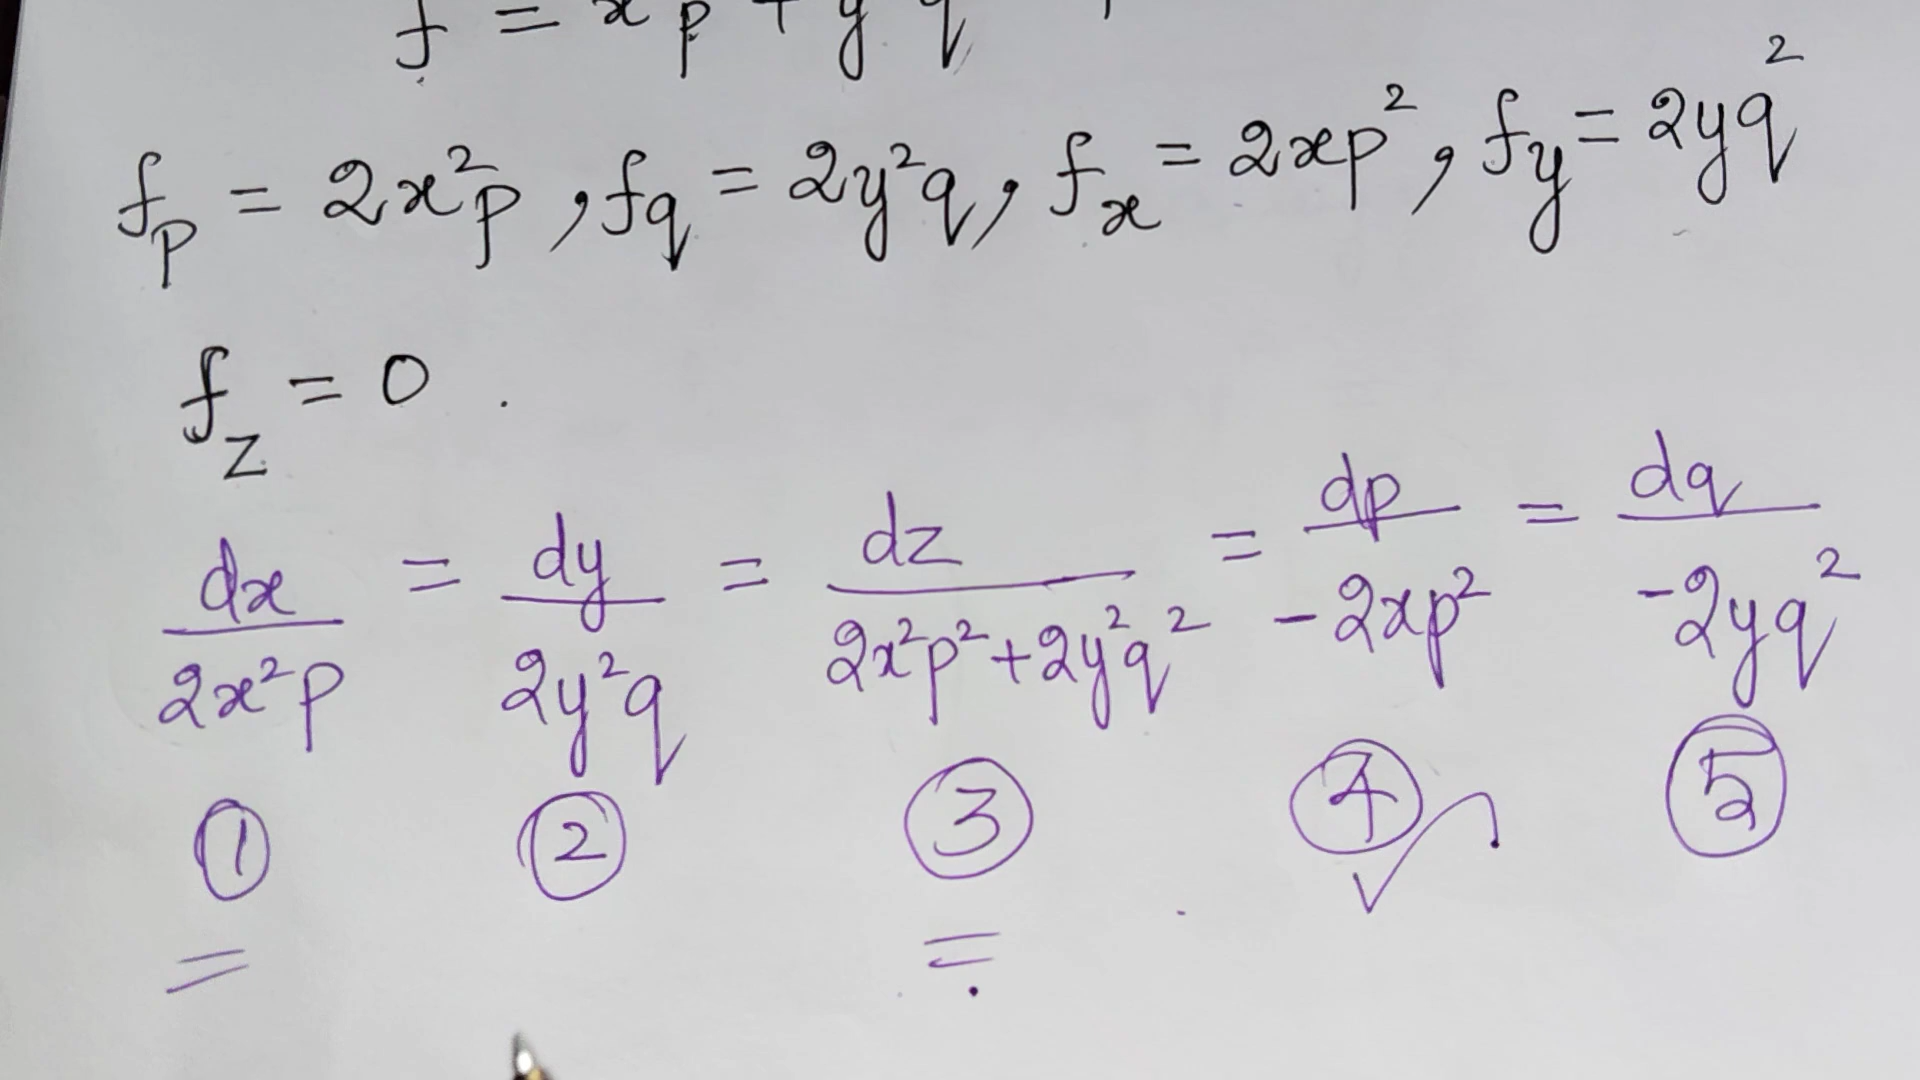 f = x p + y q
f_p = 2x²p , f_q = 2y²q , f_x = 2xp² , f_y = 2yq²
f_z = 0 .
dx/2x²p = dy/2y²q = dz/2x²p²+2y²q² = dp/-2xp² = dq/-2yq²
① ② ③ ④ ⑤
= =